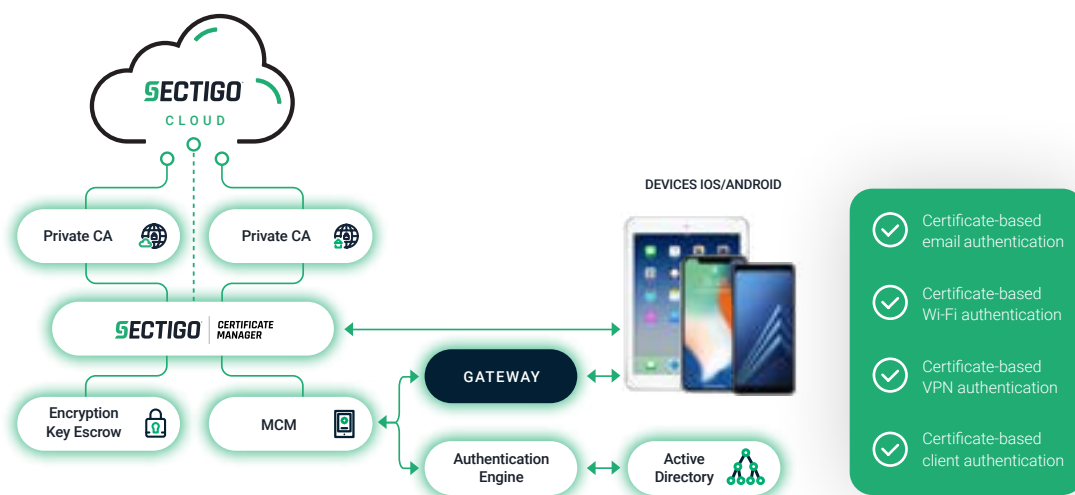 SECTIGO
CLOUD
DEVICES IOS/ANDROID
Private CA
Private CA
SECTIGO
CERTIFICATE
MANAGER
GATEWAY
Encryption
Key Escrow
MCM
Authentication
Engine
Active
Directory
Certificate-based
email authentication
Certificate-based
Wi-Fi authentication
Certificate-based
VPN authentication
Certificate-based
client authentication